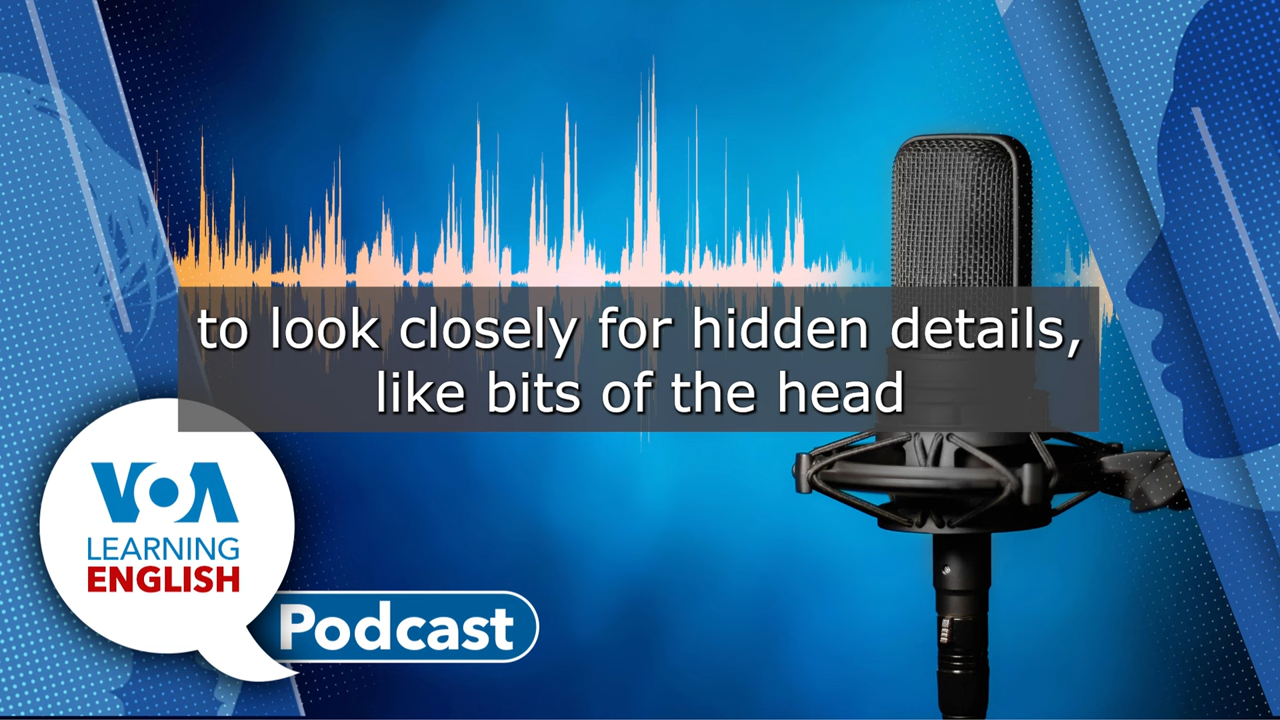 to look closely for hidden details,
like bits of the head
VOA
LEARNING
ENGLISH
Podcast